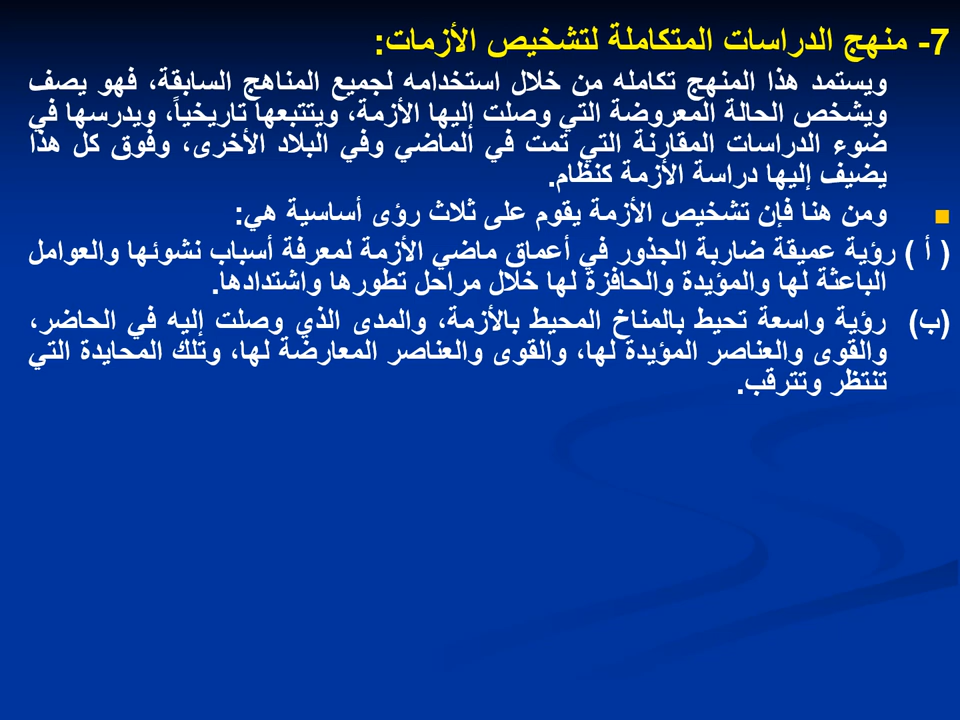 7- منهج الدراسات المتكاملة لتشخيص الأزمات:
ويستمد هذا المنهج تكامله من خلال استخدامه لجميع المناهج السابقة، فهو يصف
ويشخص الحالة المعروضة التي وصلت إليها الأزمة، ويتتبعها تاريخياً، ويدرسها في
ضوء الدراسات المقارنة التي تمت في الماضي وفي البلاد الأخرى، وفوق كل هذا
يضيف إليها دراسة الأزمة كنظام.
ومن هنا فإن تشخيص الأزمة يقوم على ثلاث رؤى أساسية هي:
( أ ) رؤية عميقة ضاربة الجذور في أعماق ماضي الأزمة لمعرفة أسباب نشوئها والعوامل
الباعثة لها والمؤيدة والحافزة لها خلال مراحل تطورها واشتدادها.
(ب) رؤية واسعة تحيط بالمناخ المحيط بالأزمة، والمدى الذي وصلت إليه في الحاضر،
والقوى والعناصر المؤيدة لها، والقوى والعناصر المعارضة لها، وتلك المحايدة التي
تنتظر وتترقب.